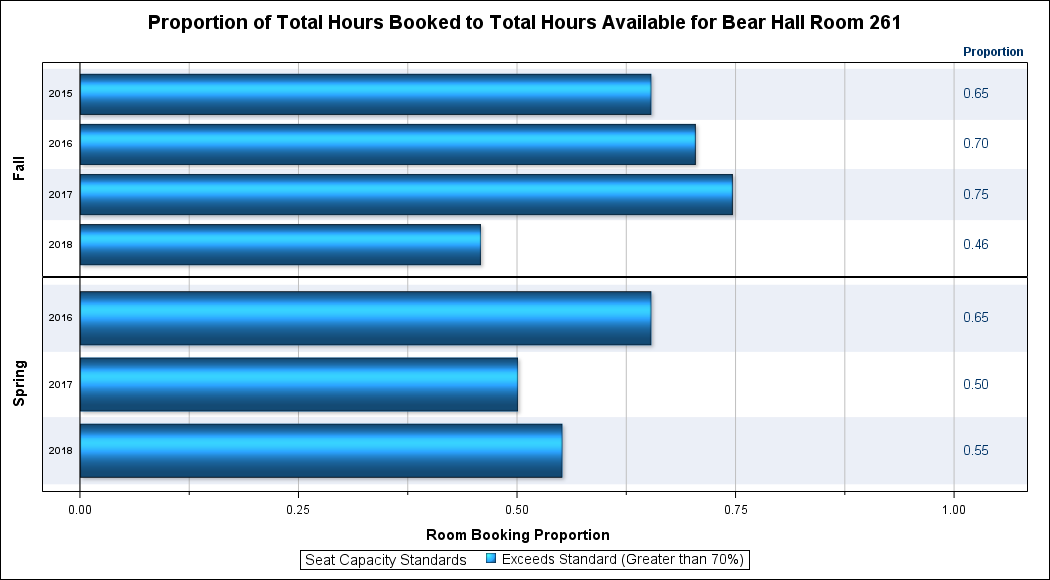 Proportion of Total Hours Booked to Total Hours Available for Bear Hall Room 261
Proportion
Fall
2015 0.65
2016 0.70
2017 0.75
2018 0.46
Spring
2016 0.65
2017 0.50
2018 0.55
0.00 0.25 0.50 0.75 1.00
Room Booking Proportion
Seat Capacity Standards Exceeds Standard (Greater than 70%)